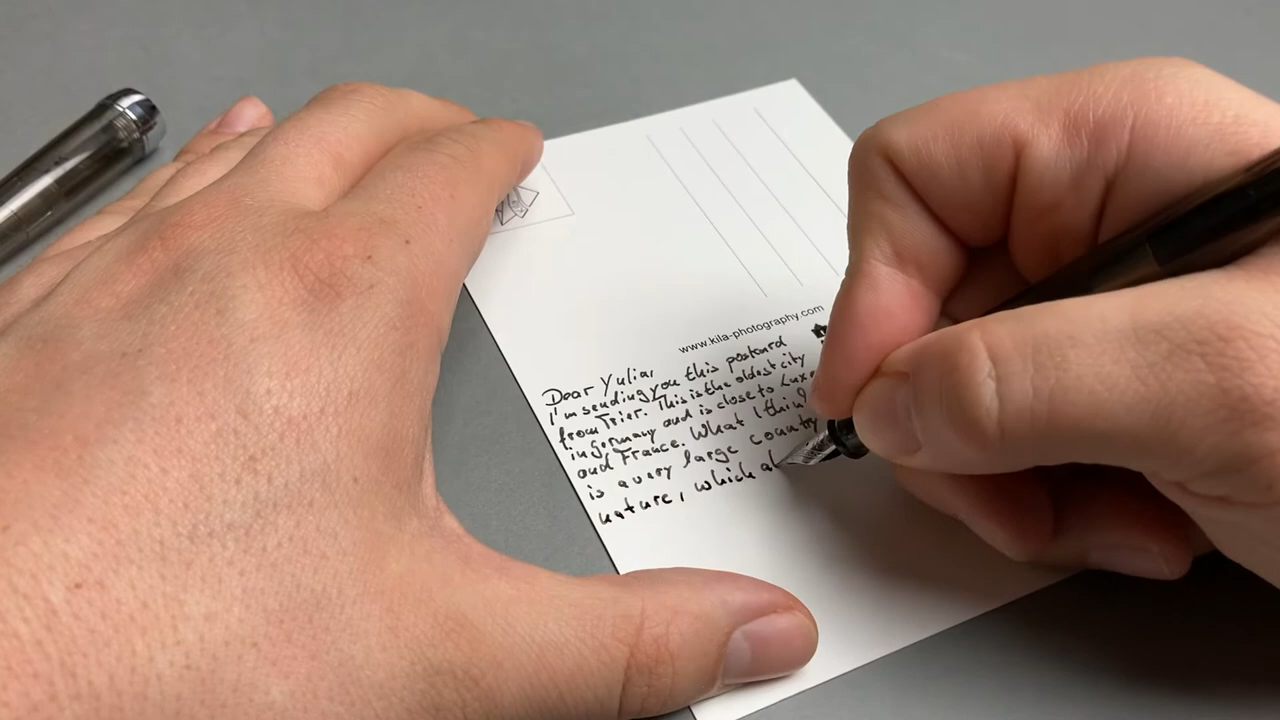 www.kila-photography.com
Dear Yulia,
I'm sending you this postcard
from Trier. This is the oldest city
in Germany and is close to Luxe
and France. What I think
is a very large country
nature, which